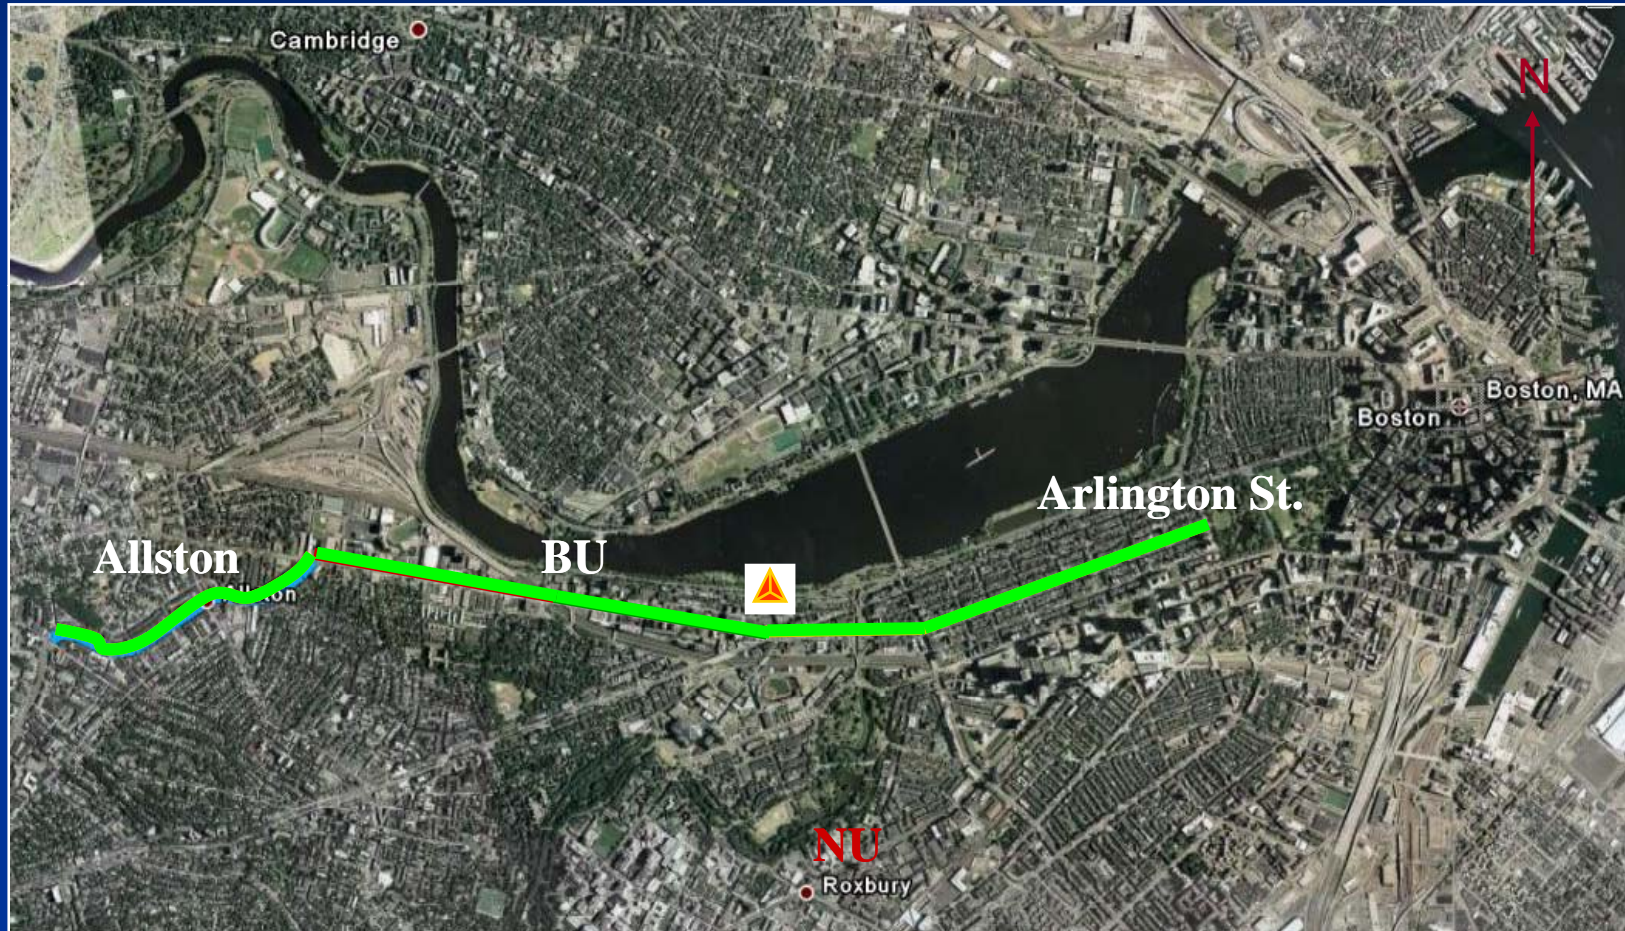 Cambridge
N
Boston, MA
Boston
Arlington St.
Allston
BU
NU
Roxbury